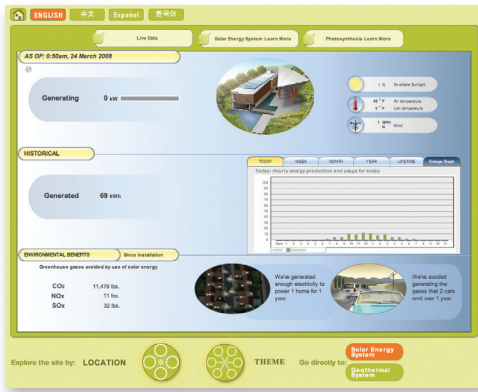 ENGLISH 中文 Español 한국어
Live Data Solar Energy System Learn More Photosynthesis Learn More
AS OF: 0:50am, 24 March 2008
Generating 0 kW
1 % Available Sunlight
Air temperature
Cell temperature
1 MPH
N Wind
HISTORICAL
Generated 69 kWh
TODAY WEEK MONTH YEAR LIFETIME Enlarge Graph
Today: Hourly energy production and usage for today
ENVIRONMENTAL BENEFITS Since Installation
Greenhouse gases avoided by use of solar energy
CO2 11,478 lbs.
NOx 11 lbs.
SOx 32 lbs.
We've generated
enough electricity to
power 1 home for 1
year.
We've avoided
generating the
gases that 2 cars
emit over 1 year.
Explore the site by: LOCATION THEME Go directly to:
Solar Energy
System
Geothermal
System